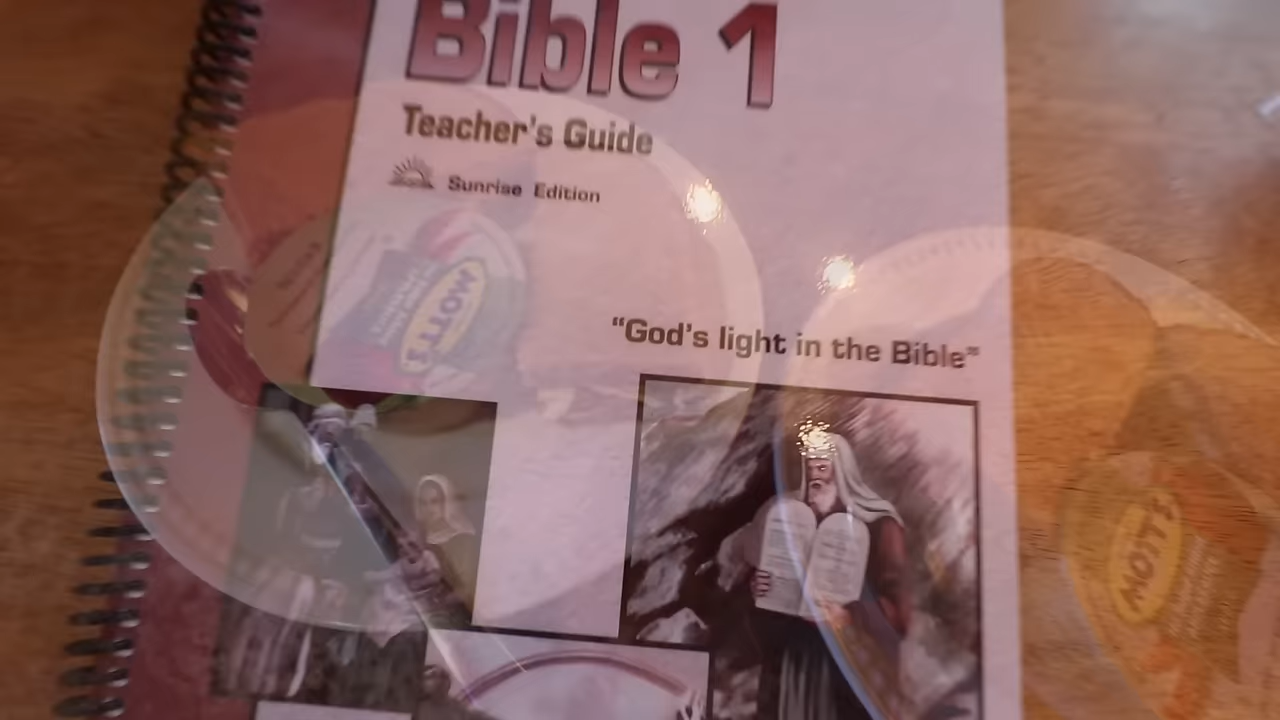 Bible 1
Teacher's Guide
Sunrise Edition
MOTT'S
"God's light in the Bible"
MOTT'S